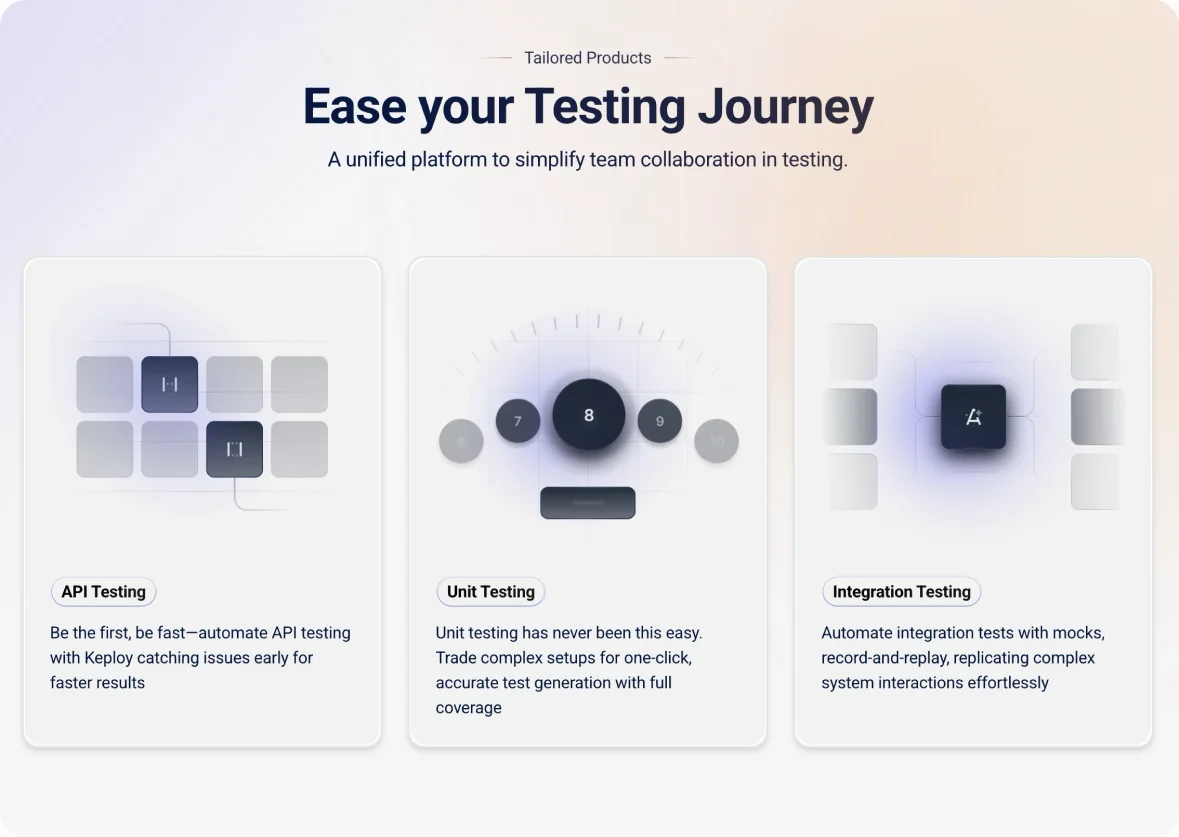 Tailored Products
Ease your Testing Journey
A unified platform to simplify team collaboration in testing.
6
7
8
9
10
API Testing
Be the first, be fast—automate API testing
with Keploy catching issues early for
faster results
Unit Testing
Unit testing has never been this easy.
Trade complex setups for one-click,
accurate test generation with full
coverage
Integration Testing
Automate integration tests with mocks,
record-and-replay, replicating complex
system interactions effortlessly